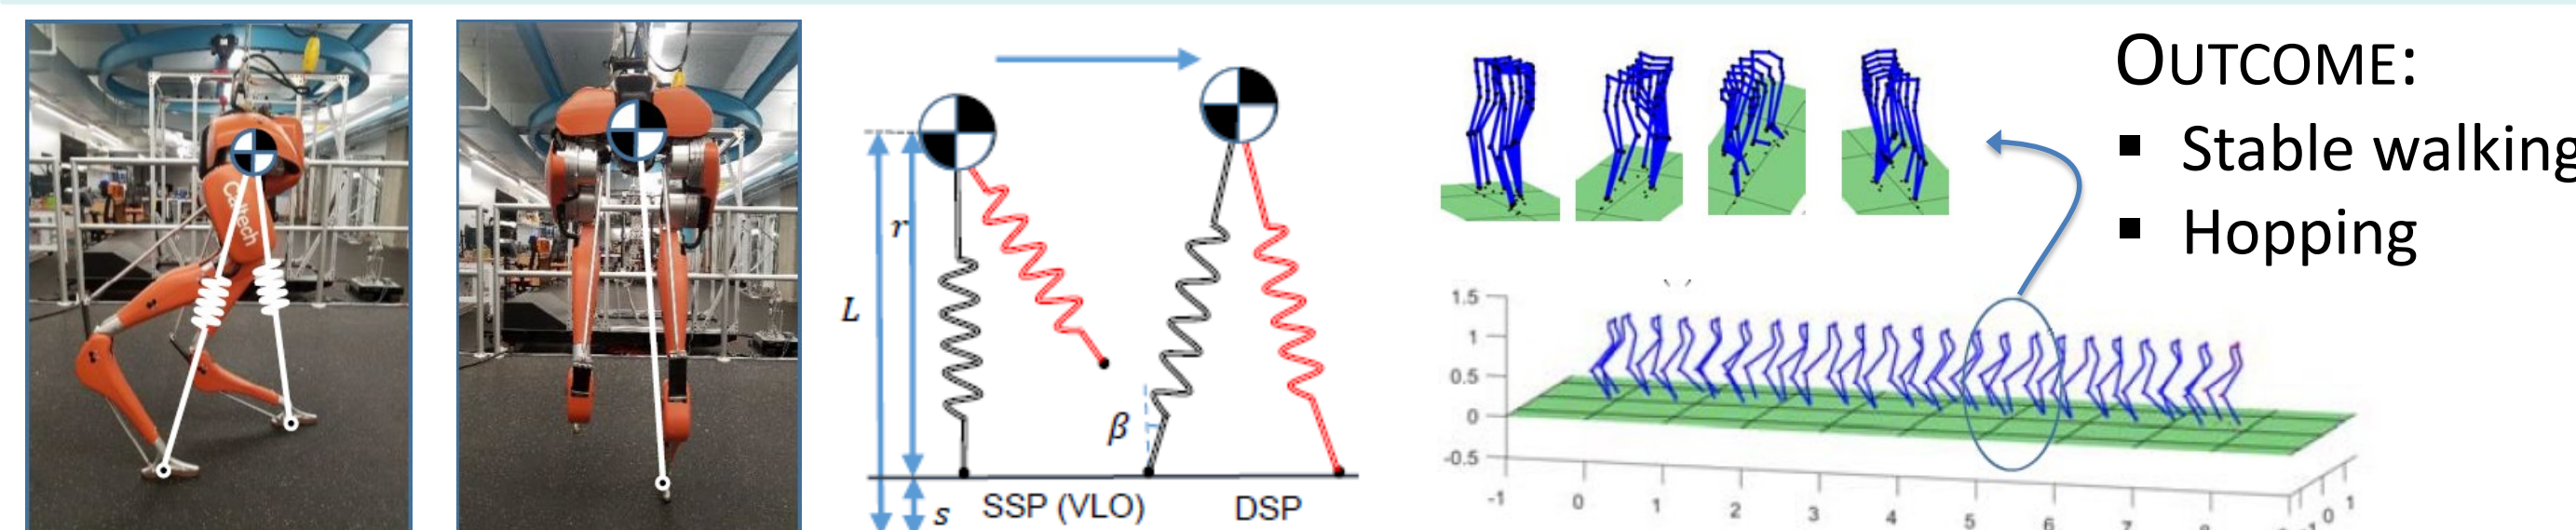 Caltech
r
L
β
s
SSP (VLO)
DSP
1.5
1
0.5
0
-0.5
-1
0
1
2
3
4
5
6
7
0
1
OUTCOME:
▪ Stable walking
▪ Hopping